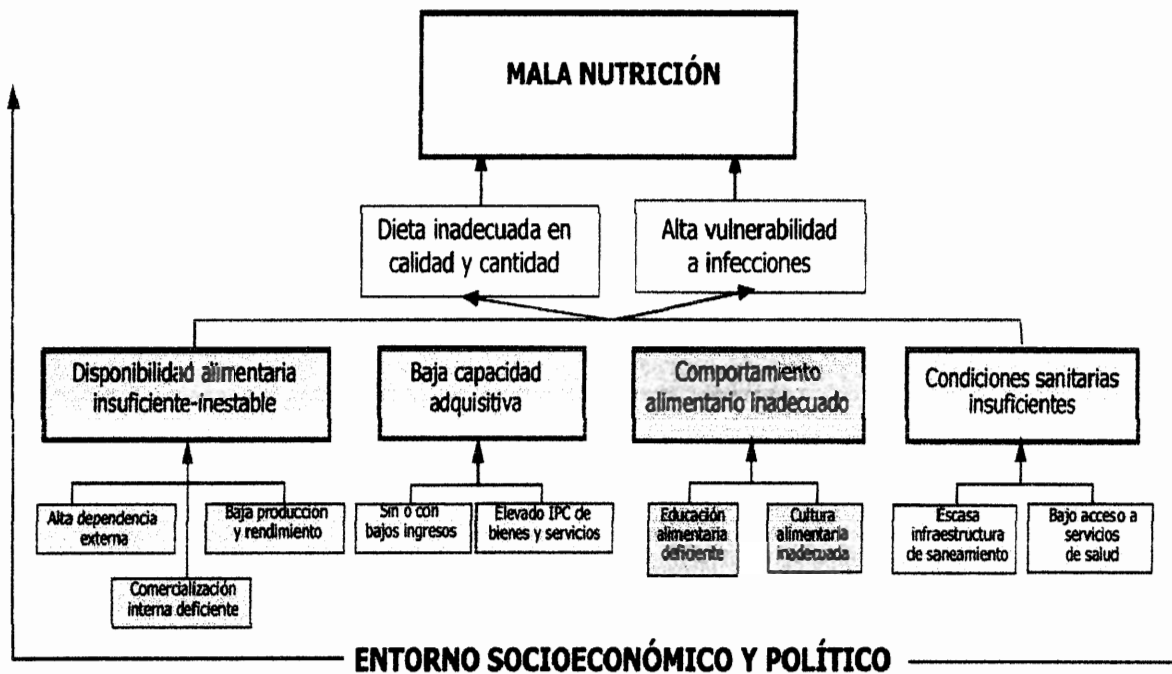 MALA NUTRICIÓN
Dieta inadecuada en
calidad y cantidad
Alta vulnerabilidad
a infecciones
Disponibilidad alimentaria
insuficiente-inestable
Baja capacidad
adquisitiva
Comportamiento
alimentario inadecuado
Condiciones sanitarias
insuficientes
Alta dependencia
externa
Comercialización
interna deficiente
Baja producción
y rendimiento
Sin o con
bajos ingresos
Elevado IPC de
bienes y servicios
Educación
alimentaria
deficiente
Cultura
alimentaria
inadecuada
Escasa
infraestructura
de saneamiento
Bajo acceso a
servicios
de salud
ENTORNO SOCIOECONÓMICO Y POLÍTICO